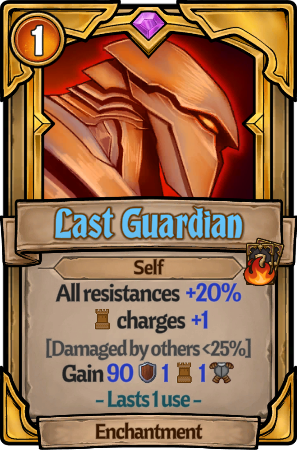 1
Last Guardian
Self
All resistances +20%
charges +1
[Damaged by others <25%]
Gain 90 1 1
- Lasts 1 use -
Enchantment